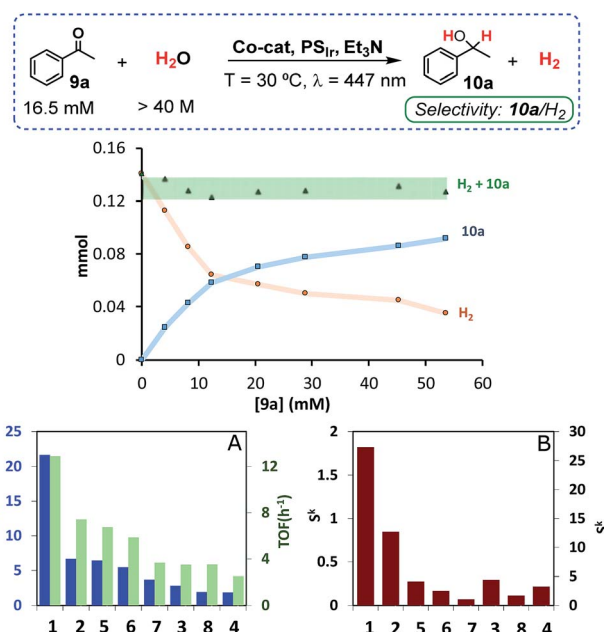 9a + H₂O Co-cat, PS_Ir, Et₃N 10a + H₂
O
HO H
16.5 mM > 40 M T = 30 ºC, λ = 447 nm Selectivity: 10a/H₂
0.16
0.12
0.08
0.04
0
mmol
H₂ + 10a
10a
H₂
0 10 20 30 40 50 60
[9a] (mM)
A
25
20
15
10
5
0
12
8
4
0
TOF(h⁻¹)
1 2 5 6 7 3 8 4
B
2
1.5
1
0.5
0
Sᵏ
30
25
20
15
10
5
0
Sᵏ
1 2 5 6 7 3 8 4